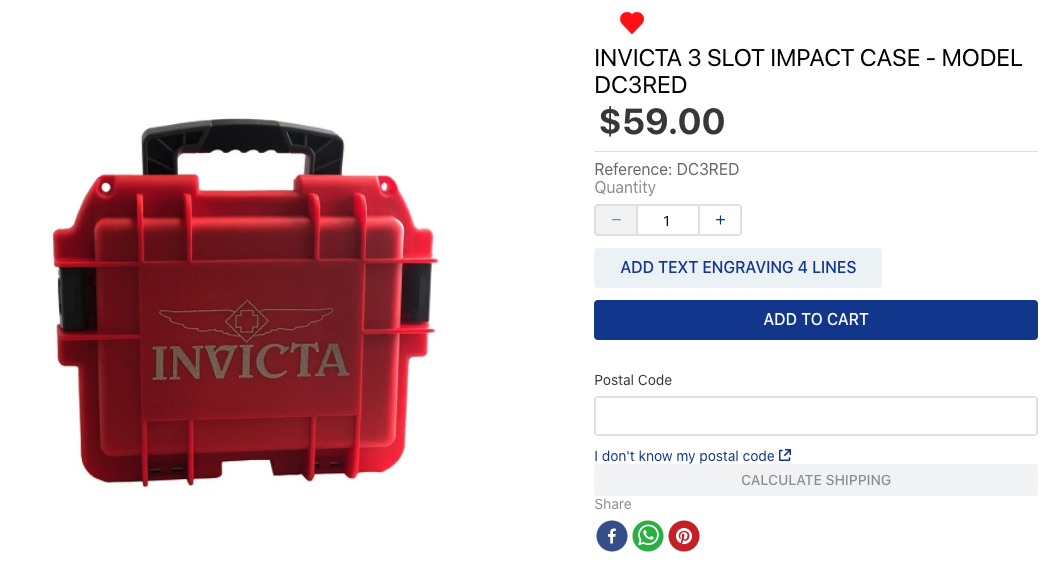 INVICTA
INVICTA 3 SLOT IMPACT CASE - MODEL
DC3RED
$59.00
Reference: DC3RED
Quantity
− 1 +
ADD TEXT ENGRAVING 4 LINES
ADD TO CART
Postal Code
I don't know my postal code
CALCULATE SHIPPING
Share